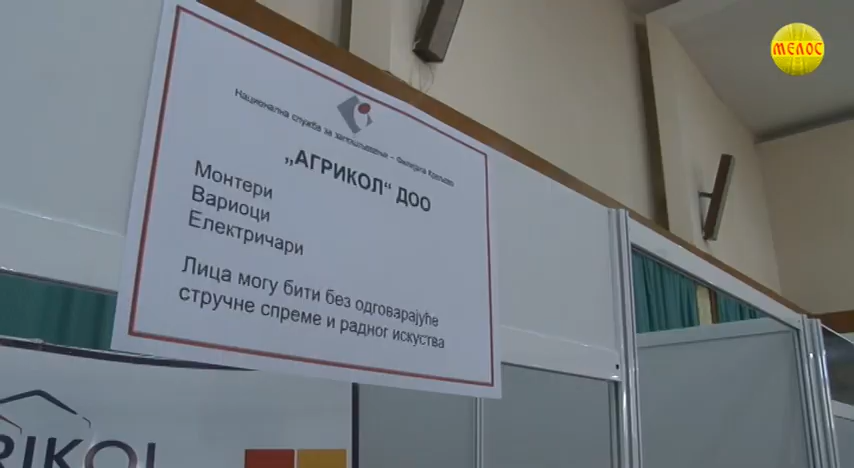 МЕЛОС
Национална служба за запошљавање – Филијала Краљево
„АГРИКОЛ“ ДОО
Монтери
Вариоци
Електричари
Лица могу бити без одговарајуће
стручне спреме и радног искуства
RIKOL